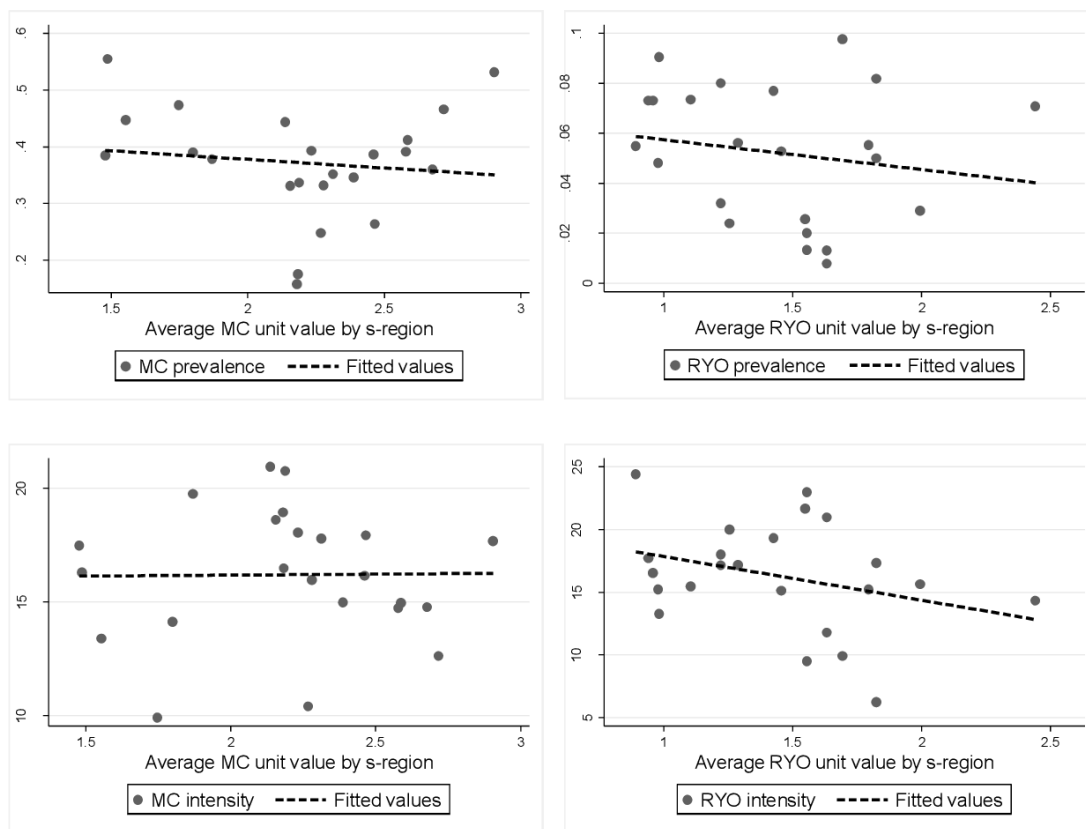 .6
.5
.4
.3
.2
1.5 2 2.5 3
Average MC unit value by s-region
MC prevalence Fitted values
.1
.08
.06
.04
.02
0
1 1.5 2 2.5
Average RYO unit value by s-region
RYO prevalence Fitted values
20
15
10
1.5 2 2.5 3
Average MC unit value by s-region
MC intensity Fitted values
25
20
15
10
5
1 1.5 2 2.5
Average RYO unit value by s-region
RYO intensity Fitted values